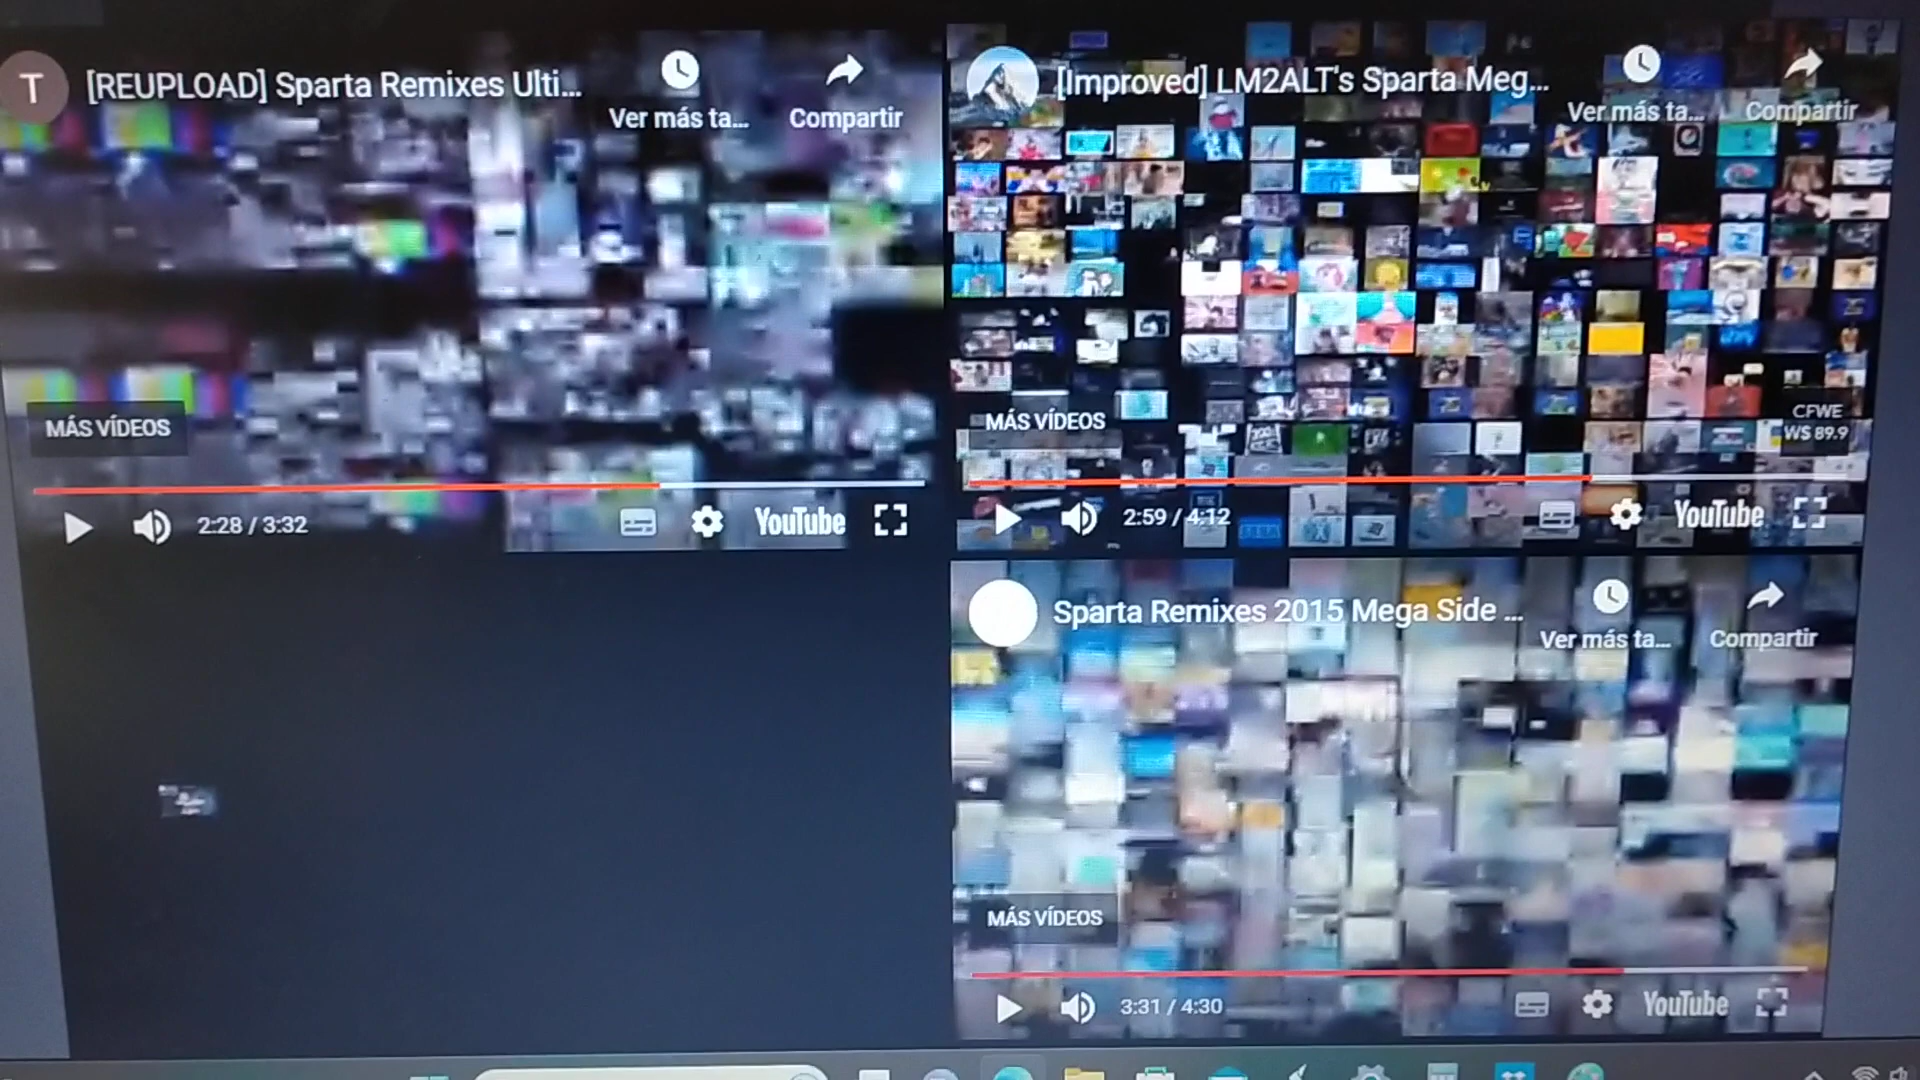 T
[REUPLOAD] Sparta Remixes Ulti...
Ver más ta...
Compartir
MÁS VÍDEOS
2:28 / 3:32
YouTube
[Improved] LM2ALT's Sparta Meg...
Ver más ta...
Compartir
MÁS VÍDEOS
CFWE
WS 89.9
2:59 / 4:12
YouTube
SEGA
Sparta Remixes 2015 Mega Side ...
Ver más ta...
Compartir
MÁS VÍDEOS
3:31 / 4:30
YouTube